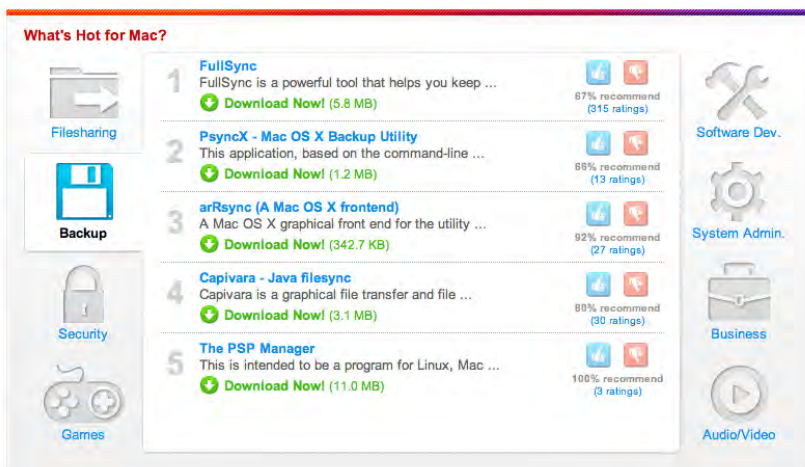 What's Hot for Mac?
Filesharing
Backup
Security
Games
1
FullSync
FullSync is a powerful tool that helps you keep ...
Download Now! (5.8 MB)
67% recommend
(315 ratings)
2
PsyncX - Mac OS X Backup Utility
This application, based on the command-line ...
Download Now! (1.2 MB)
66% recommend
(13 ratings)
3
arRsync (A Mac OS X frontend)
A Mac OS X graphical front end for the utility ...
Download Now! (342.7 KB)
92% recommend
(27 ratings)
4
Capivara - Java filesync
Capivara is a graphical file transfer and file ...
Download Now! (3.1 MB)
recommend
(30 ratings)
5
The PSP Manager
This is intended to be a program for Linux, Mac ...
Download Now! (11.0 MB)
100% recommend
(3 ratings)
Software Dev.
System Admin.
Business
Audio/Video